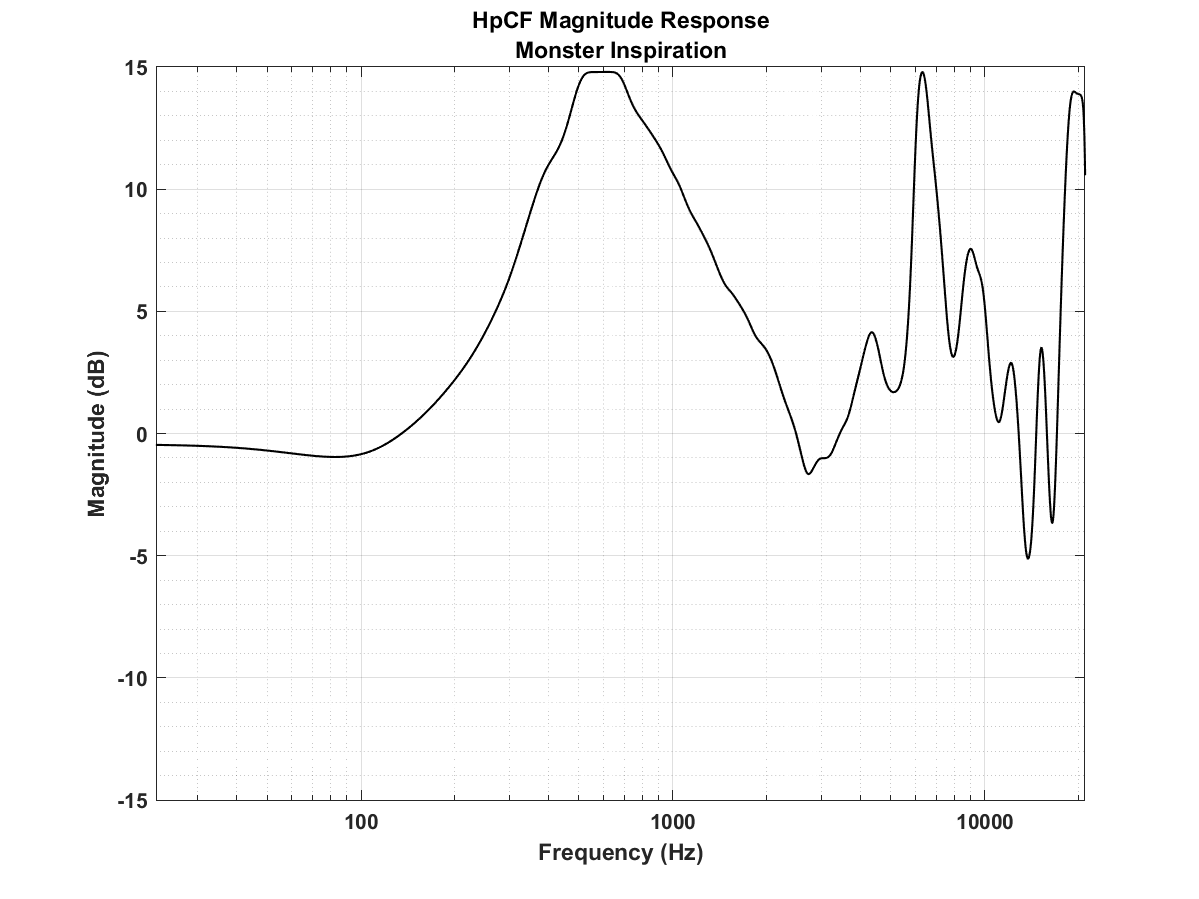 HpCF Magnitude Response
Monster Inspiration
15
10
5
0
-5
-10
-15
Magnitude (dB)
100
1000
10000
Frequency (Hz)